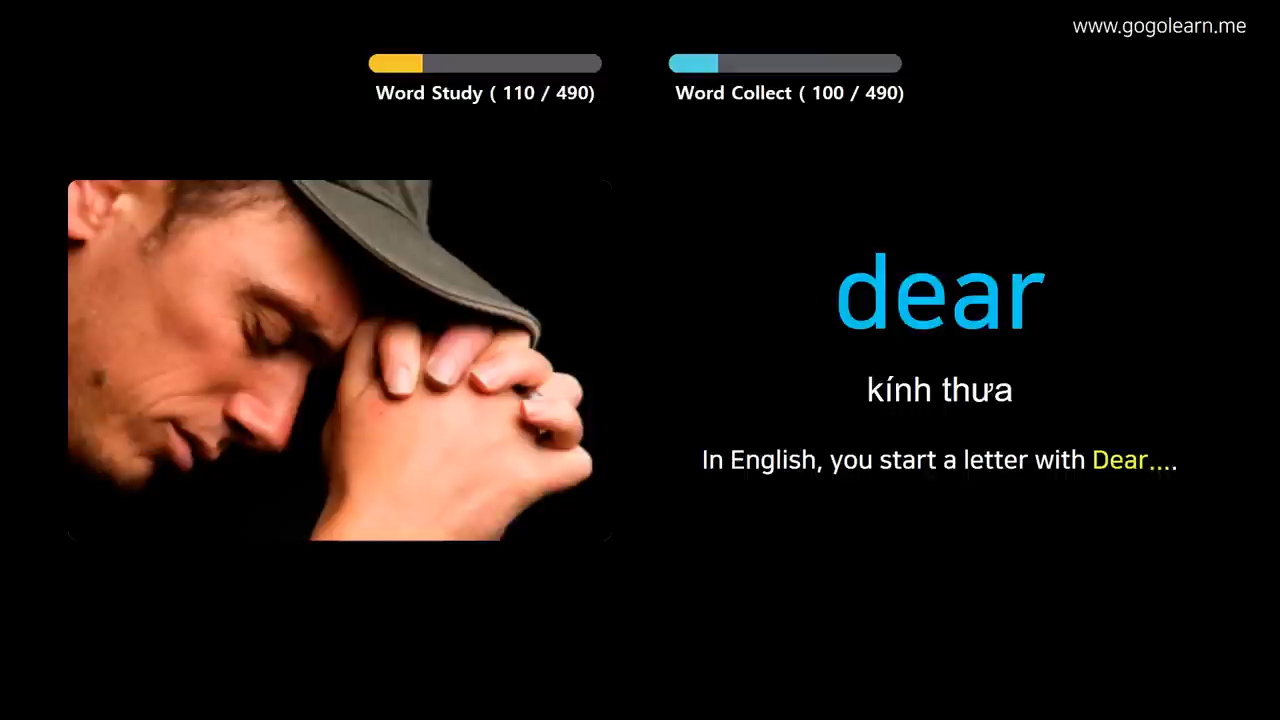 www.gogolearn.me
Word Study ( 110 / 490)
Word Collect ( 100 / 490)
dear
kính thưa
In English, you start a letter with Dear....